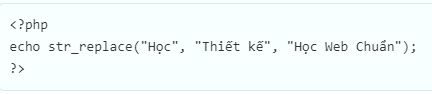 <?php
echo str_replace("Học", "Thiết kế", "Học Web Chuẩn");
?>